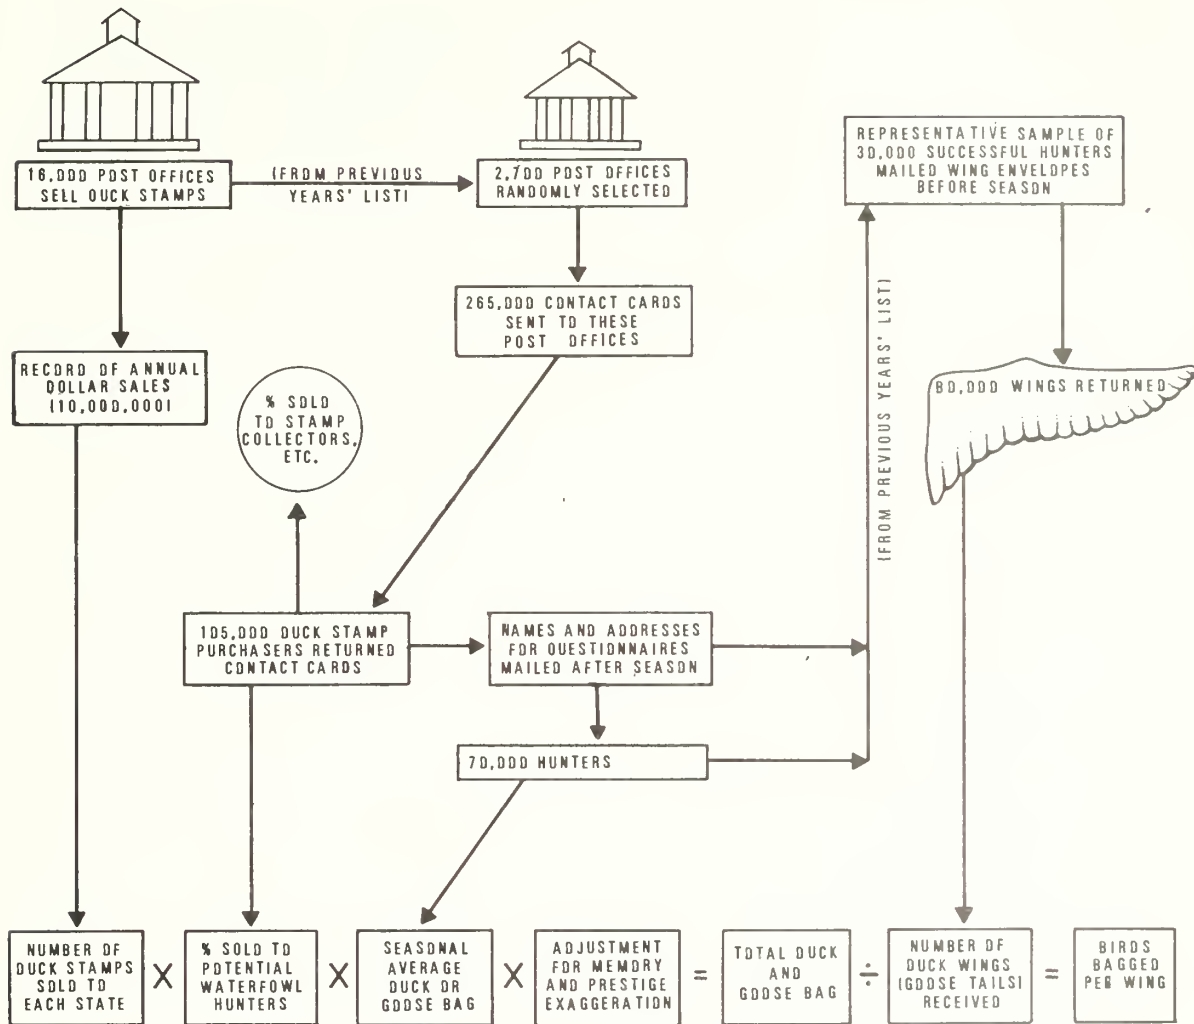 16,000 POST OFFICES
SELL DUCK STAMPS
(FROM PREVIOUS
YEARS' LIST)
2,700 POST OFFICES
RANDOMLY SELECTED
REPRESENTATIVE SAMPLE OF
30,000 SUCCESSFUL HUNTERS
MAILED WING ENVELOPES
BEFORE SEASON
265,000 CONTACT CARDS
SENT TO THESE
POST OFFICES
RECORD OF ANNUAL
DOLLAR SALES
(10,000,000)
% SOLD
TO STAMP
COLLECTORS,
ETC.
80,000 WINGS RETURNED
(FROM PREVIOUS YEARS' LIST)
105,000 DUCK STAMP
PURCHASERS RETURNED
CONTACT CARDS
NAMES AND ADDRESSES
FOR QUESTIONNAIRES
MAILED AFTER SEASON
70,000 HUNTERS
NUMBER OF
DUCK STAMPS
SOLD TO
EACH STATE
X
% SOLD TO
POTENTIAL
WATERFOWL
HUNTERS
X
SEASONAL
AVERAGE
DUCK OR
GOOSE BAG
X
ADJUSTMENT
FOR MEMORY
AND PRESTIGE
EXAGGERATION
=
TOTAL DUCK
AND
GOOSE BAG
÷
NUMBER OF
DUCK WINGS
(GOOSE TAILS)
RECEIVED
=
BIRDS
BAGGED
PER WING